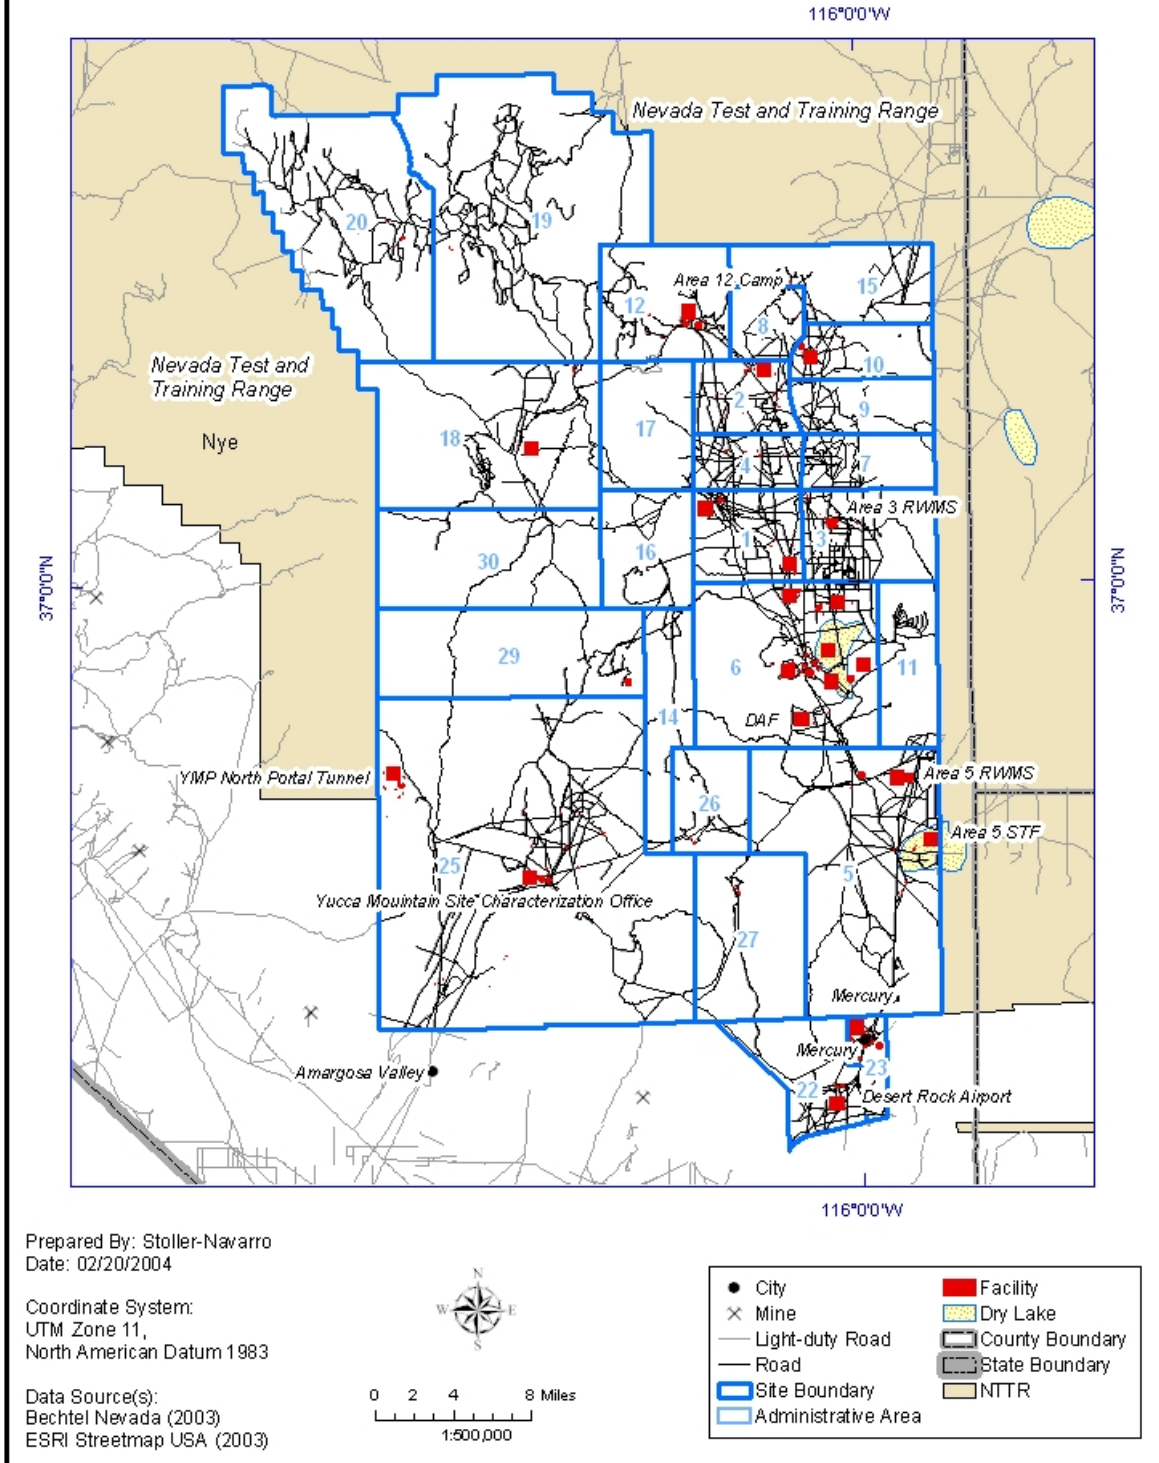 116°0'0"W
Nevada Test and Training Range
20
19
Area 12 Camp
15
12
8
10
Nevada Test and
Training Range
2
9
Nye
17
18
4
7
Area 3 RWMS
1
3
16
30
37°0'0"N
37°0'0"N
29
6
11
14
DAF
YMP North Portal Tunnel
Area 5 RWMS
26
Area 5 STF
25
5
Yucca Mouintain Site Characterization Office
27
Mercury
Mercury
23
Amargosa Valley
22
Desert Rock Airport
116°0'0"W
Prepared By: Stoller-Navarro
Date: 02/20/2004
Coordinate System:
UTM Zone 11,
North American Datum 1983
Data Source(s):
Bechtel Nevada (2003)
ESRI Streetmap USA (2003)
N
W E
S
0 2 4 8 Miles
1:500,000
City
Mine
Light-duty Road
Road
Site Boundary
Administrative Area
Facility
Dry Lake
County Boundary
State Boundary
NTTR